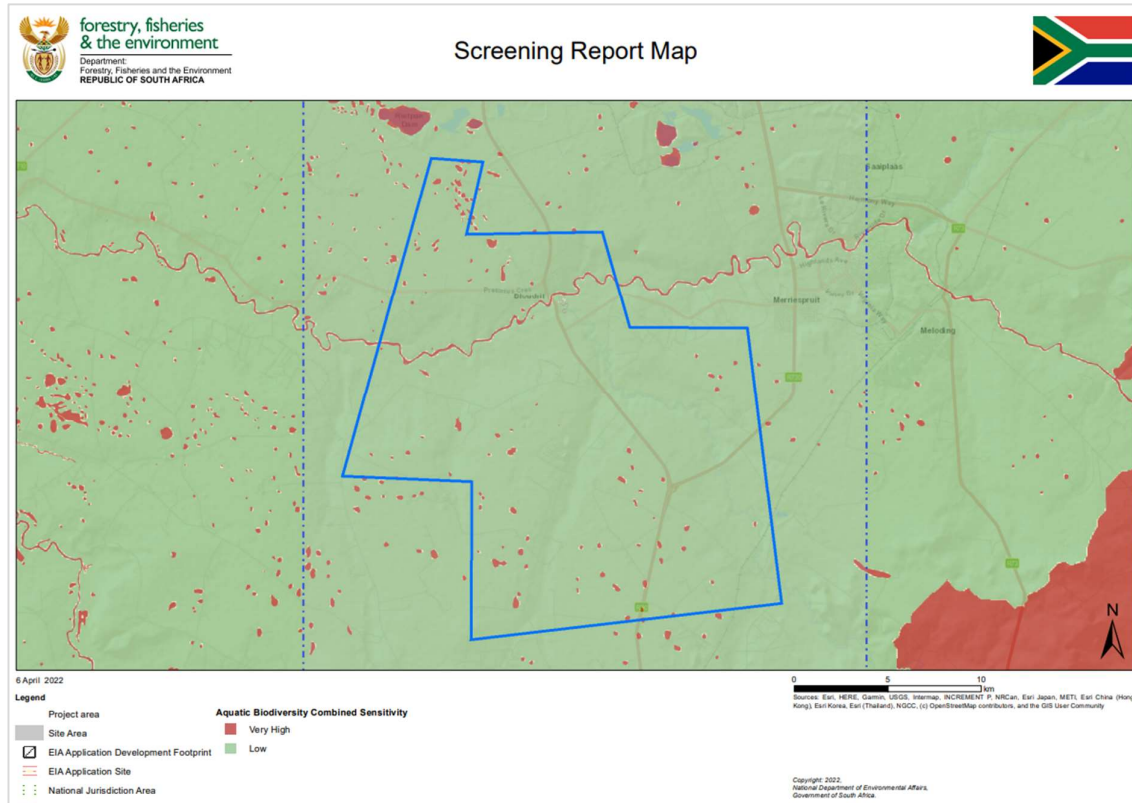 forestry, fisheries
& the environment
Department:
Forestry, Fisheries and the Environment
REPUBLIC OF SOUTH AFRICA
Screening Report Map
Merriespruit
Meloding
R73
R73
6 April 2022
Legend
Project area
Site Area
EIA Application Development Footprint
EIA Application Site
National Jurisdiction Area
Aquatic Biodiversity Combined Sensitivity
Very High
Low
N
0 5 10
km
Sources: Esri, HERE, Garmin, USGS, Intermap, INCREMENT P, NRCan, Esri Japan, METI, Esri China (Hong
Kong), Esri Korea, Esri (Thailand), NGCC, (c) OpenStreetMap contributors, and the GIS User Community
Copyright: 2022,
National Department of Environmental Affairs,
Government of South Africa.